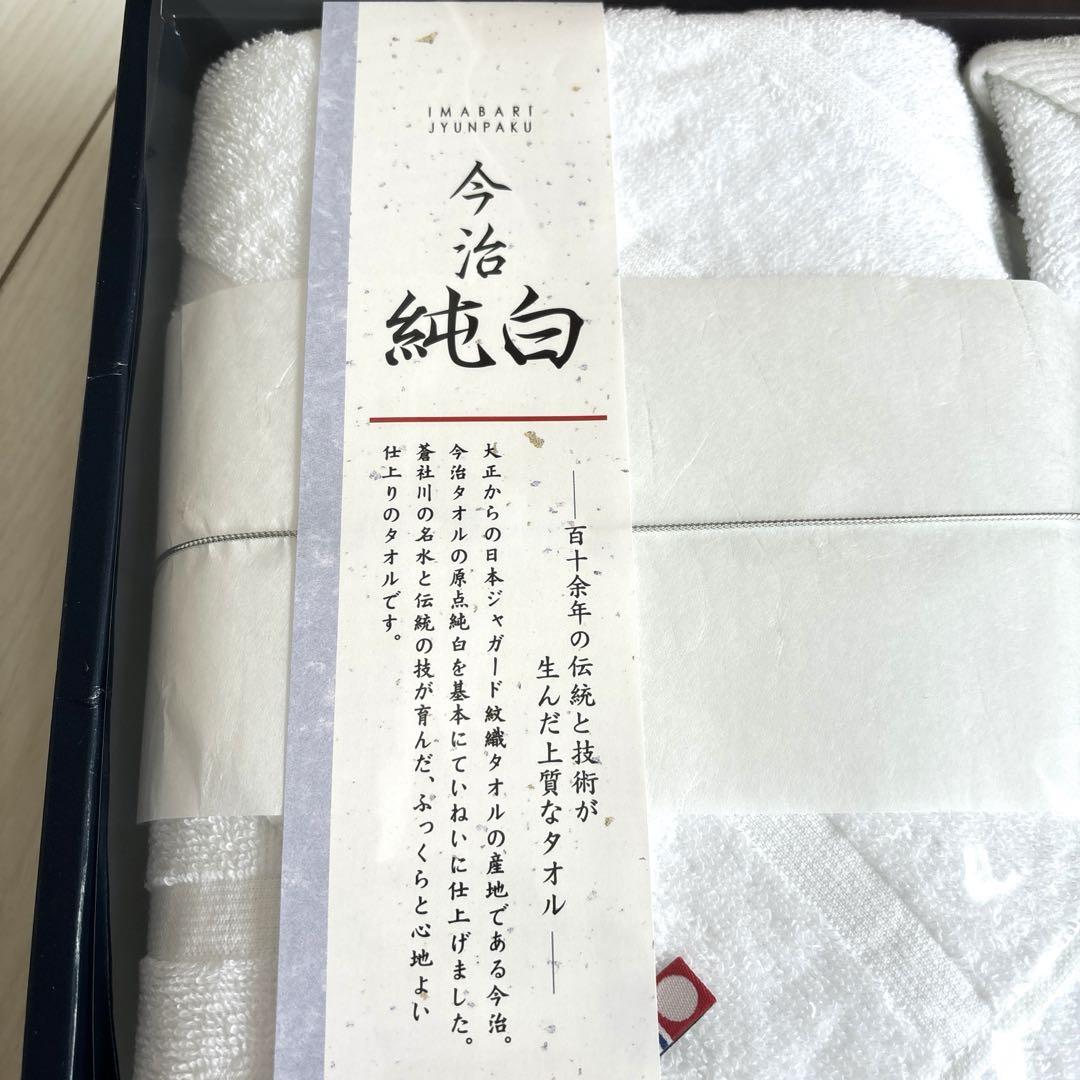 IMABARI
JYUNPAKU
今治
純白
―百十余年の伝統と技術が
生んだ上質なタオル―
大正からの日本ジャガード紋織タオルの産地である今治。
今治タオルの原点純白を基本にていねいに仕上げました。
蒼社川の名水と伝統の技が育んだ、ふっくらと心地よい
仕上りのタオルです。